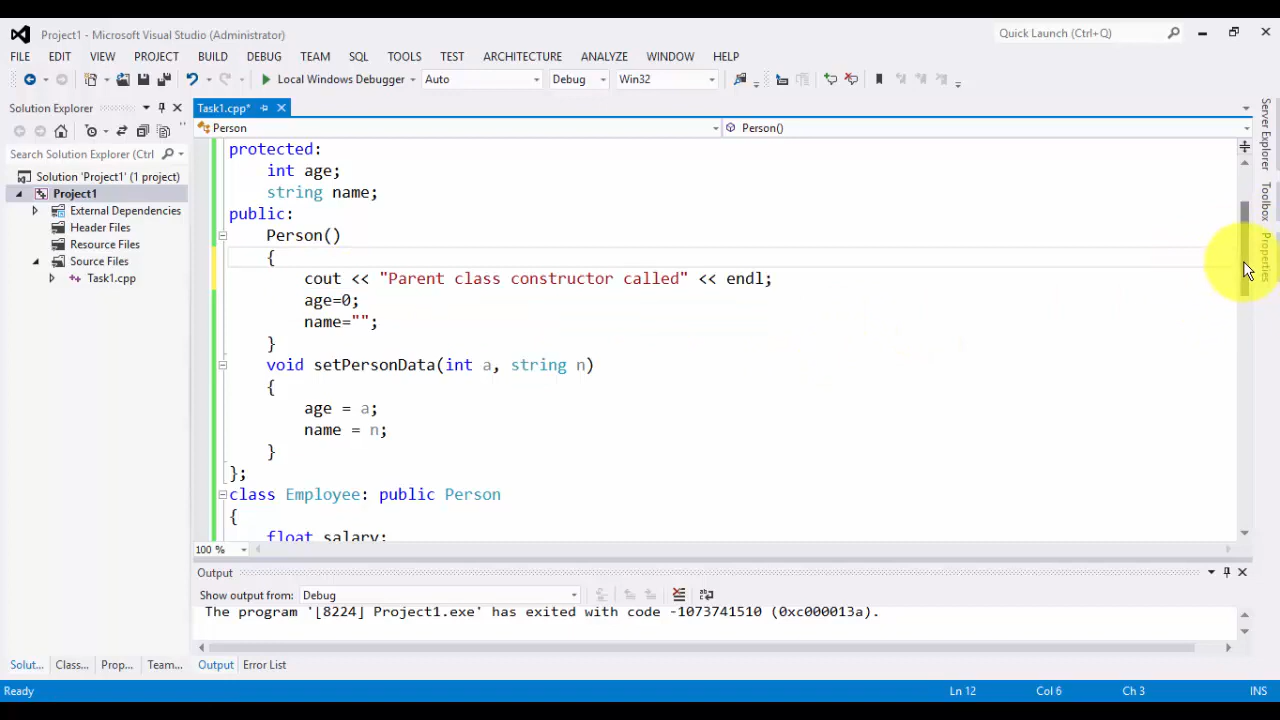 Project1 - Microsoft Visual Studio (Administrator)
Quick Launch (Ctrl+Q)
FILE EDIT VIEW PROJECT BUILD DEBUG TEAM SQL TOOLS TEST ARCHITECTURE ANALYZE WINDOW HELP
Local Windows Debugger Auto Debug Win32
Solution Explorer
Task1.cpp*
Person
Person()
Search Solution Explorer (Ctrl
Solution 'Project1' (1 project)
Project1
External Dependencies
Header Files
Resource Files
Source Files
Task1.cpp
protected:
int age;
string name;
public:
Person()
{
cout << "Parent class constructor called" << endl;
age=0;
name="";
}
void setPersonData(int a, string n)
{
age = a;
name = n;
}
};
class Employee: public Person
{
float salary;
100 %
Server Explorer
Toolbox
Properties
Output
Show output from: Debug
The program '[8224] Project1.exe' has exited with code -1073741510 (0xc000013a).
Solut... Class... Prop... Team...
Output Error List
Ready
Ln 12 Col 6 Ch 3 INS